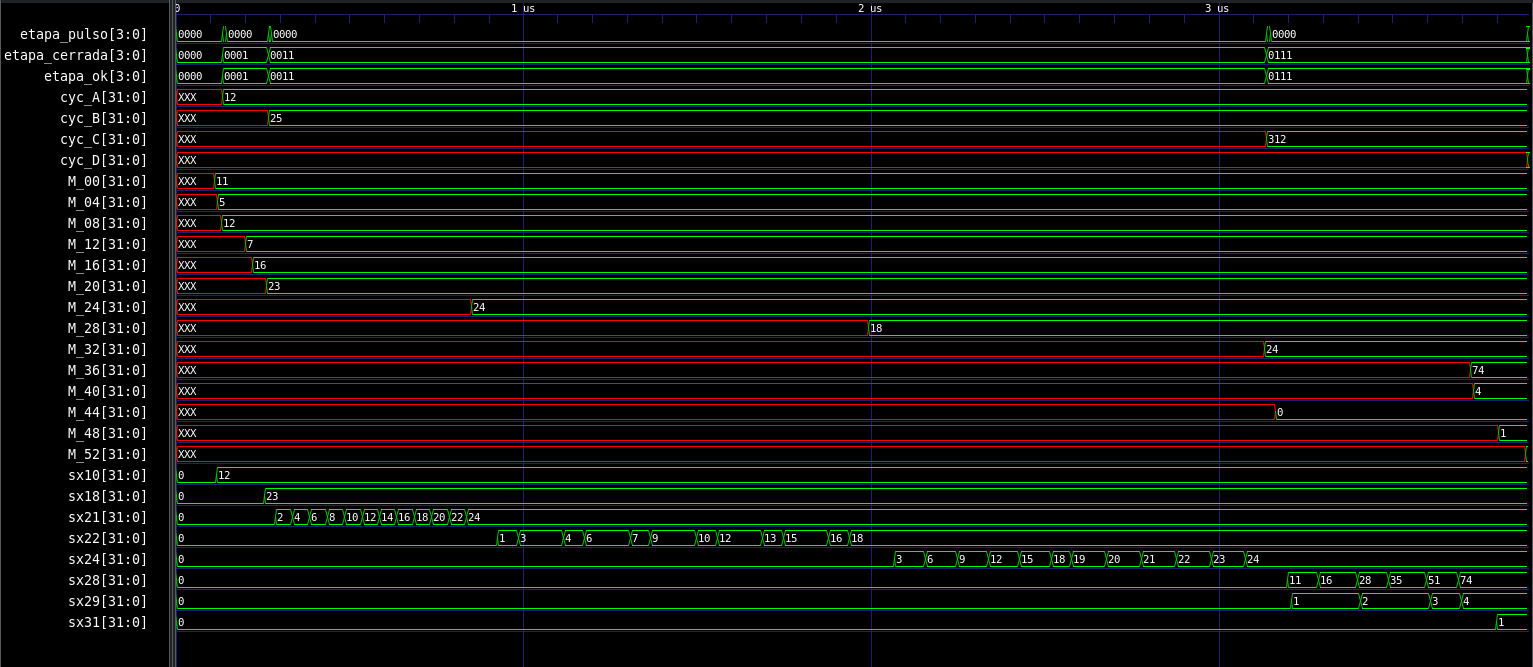 0 1 us 2 us 3 us
etapa_pulso[3:0] 0000 0000 0000 0000
etapa_cerrada[3:0] 0000 0001 0011 0111
etapa_ok[3:0] 0000 0001 0011 0111
cyc_A[31:0] XXX 12
cyc_B[31:0] XXX 25
cyc_C[31:0] XXX 312
cyc_D[31:0] XXX
M_00[31:0] XXX 11
M_04[31:0] XXX 5
M_08[31:0] XXX 12
M_12[31:0] XXX 7
M_16[31:0] XXX 16
M_20[31:0] XXX 23
M_24[31:0] XXX 24
M_28[31:0] XXX 18
M_32[31:0] XXX 24
M_36[31:0] XXX 74
M_40[31:0] XXX 4
M_44[31:0] XXX 0
M_48[31:0] XXX 1
M_52[31:0] XXX
sx10[31:0] 0 12
sx18[31:0] 0 23
sx21[31:0] 0 2 4 6 8 10 12 14 16 18 20 22 24
sx22[31:0] 0 1 3 4 6 7 9 10 12 13 15 16 18
sx24[31:0] 0 3 6 9 12 15 18 19 20 21 22 23 24
sx28[31:0] 0 11 16 28 35 51 74
sx29[31:0] 0 1 2 3 4
sx31[31:0] 0 1